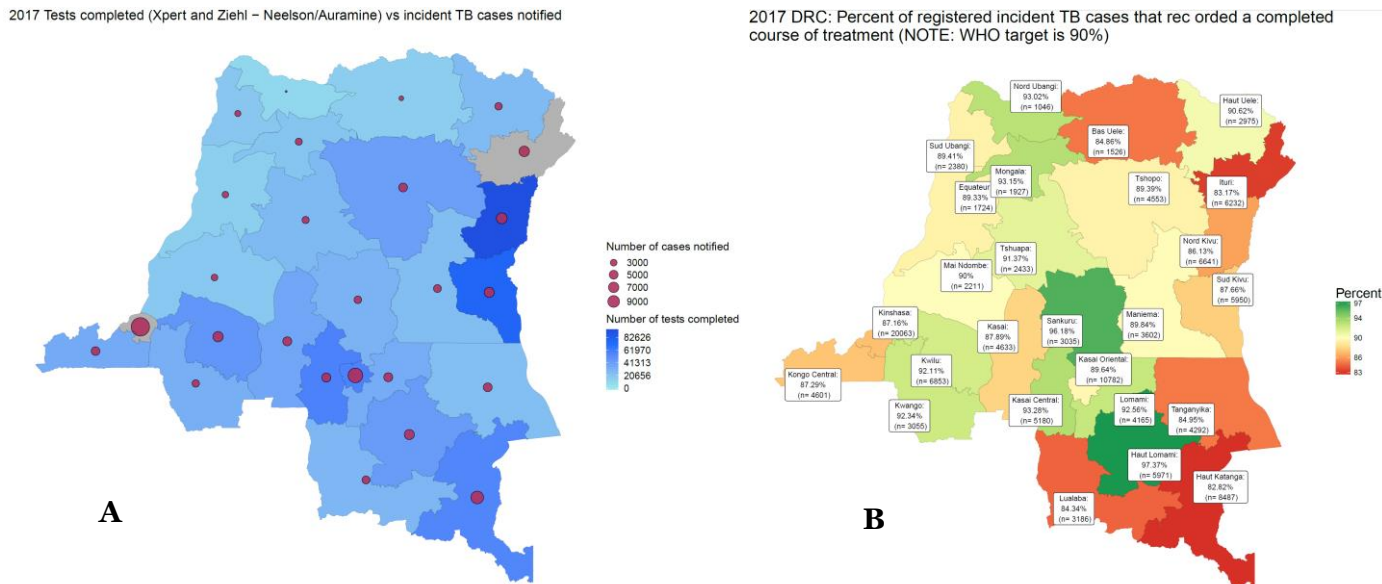 2017 Tests completed (Xpert and Ziehl − Neelson/Auramine) vs incident TB cases notified
Number of cases notified
3000
5000
7000
9000
Number of tests completed
82626
61970
41313
20656
0
A
2017 DRC: Percent of registered incident TB cases that rec orded a completed
course of treatment (NOTE: WHO target is 90%)
Nord Ubangi:
93.02%
(n= 1046)
Haut Uele:
90.62%
(n= 2975)
Bas Uele:
84.86%
(n= 1526)
Sud Ubangi:
89.41%
(n= 2380)
Mongala:
93.15%
(n= 1927)
Equateur:
89.33%
(n= 1724)
Tshopo:
89.39%
(n= 4553)
Ituri:
83.17%
(n= 6232)
Nord Kivu:
86.13%
(n= 6641)
Tshuapa:
91.37%
(n= 2433)
Mai Ndombe:
90%
(n= 2211)
Sud Kivu:
87.66%
(n= 5950)
Kinshasa:
87.16%
(n= 20063)
Kasai:
87.89%
(n= 4633)
Sankuru:
96.18%
(n= 3035)
Maniema:
89.84%
(n= 3602)
Kwilu:
92.11%
(n= 6853)
Kasai Oriental:
89.64%
(n= 10782)
Kongo Central:
87.29%
(n= 4601)
Kwango:
92.34%
(n= 3055)
Kasai Central:
93.28%
(n= 5180)
Lomami:
92.56%
(n= 4165)
Tanganyika:
84.95%
(n= 4292)
Haut Lomami:
97.37%
(n= 5971)
Haut Katanga:
82.82%
(n= 8487)
Lualaba:
84.34%
(n= 3186)
Percent
97
94
90
86
83
B